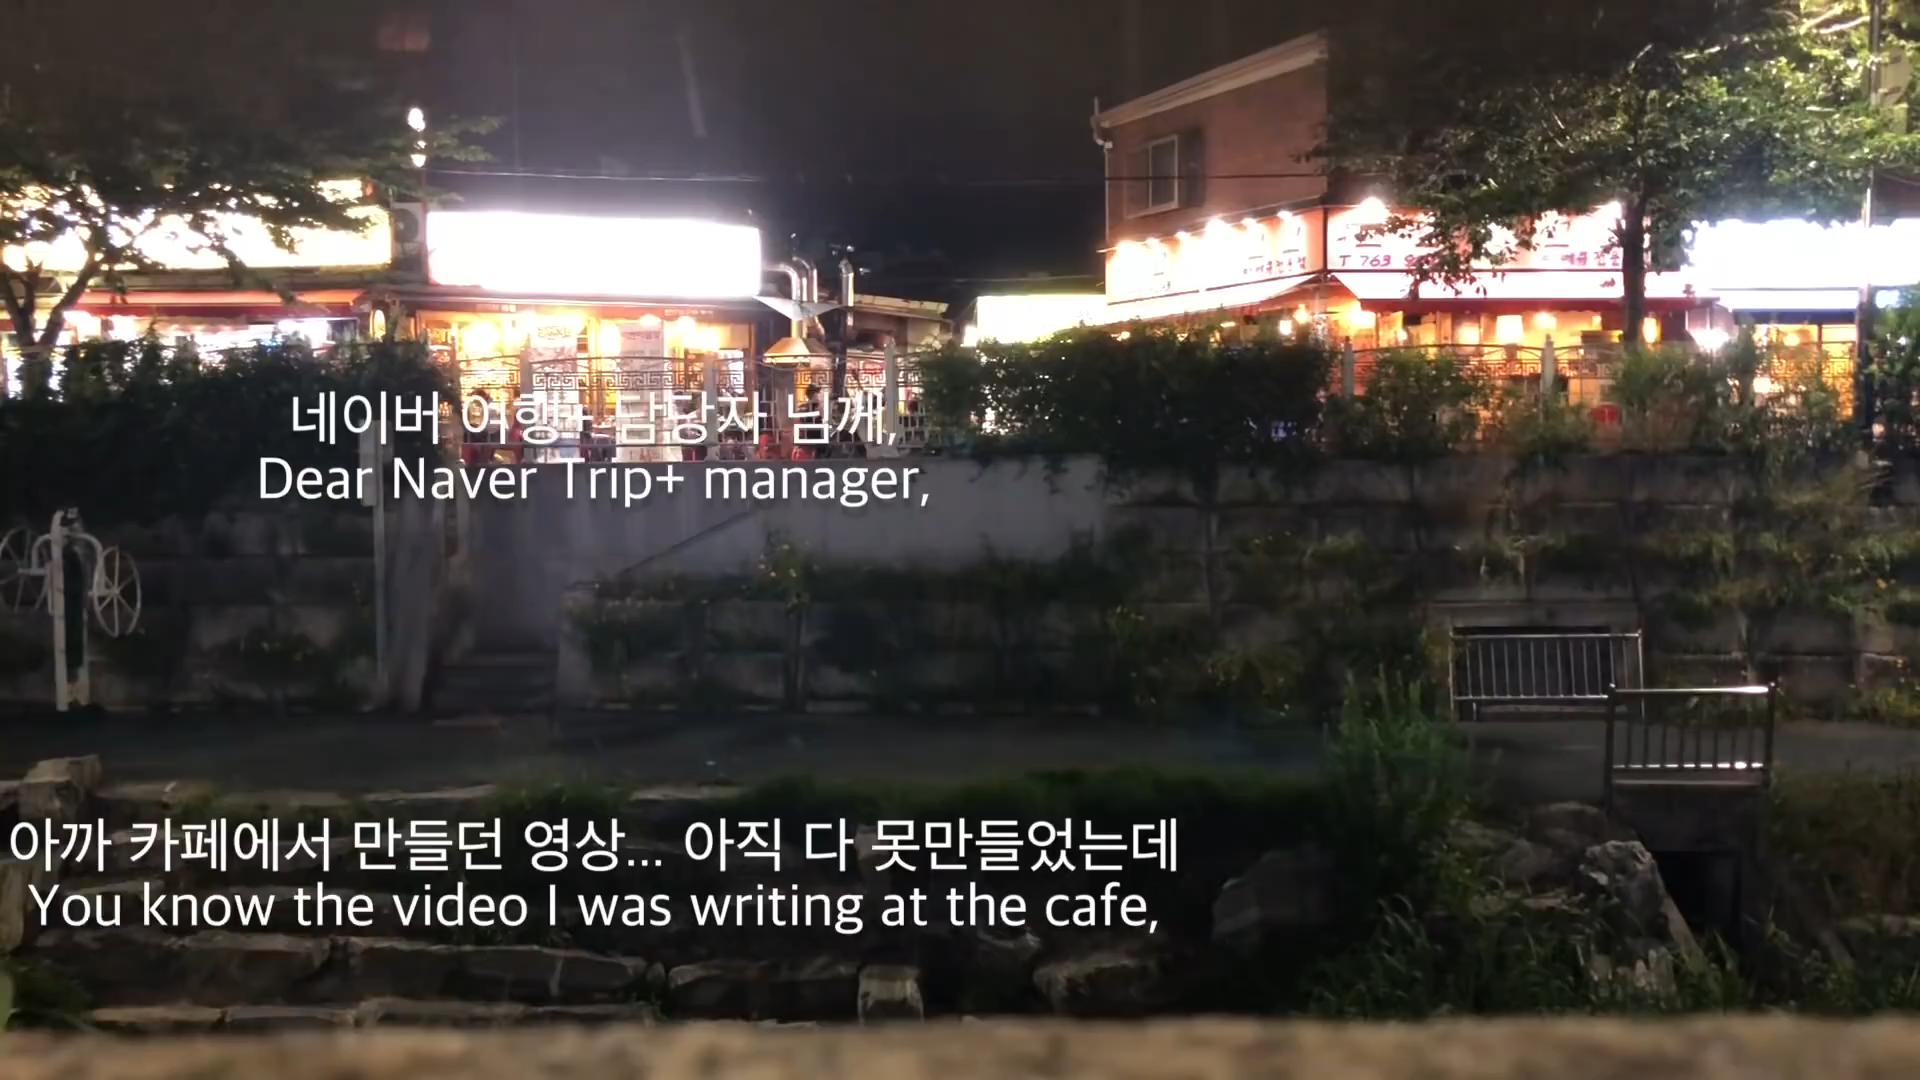 T 763
네이버 여행+ 담당자 님께,
Dear Naver Trip+ manager,
아까 카페에서 만들던 영상... 아직 다 못만들었는데
You know the video I was writing at the cafe,